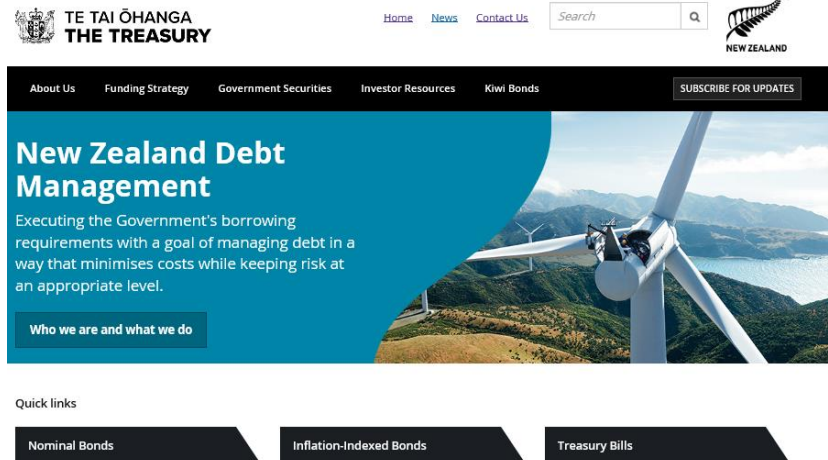 TE TAI ŌHANGA
THE TREASURY
Home News Contact Us Search
NEW ZEALAND
About Us Funding Strategy Government Securities Investor Resources Kiwi Bonds SUBSCRIBE FOR UPDATES
New Zealand Debt
Management
Executing the Government's borrowing
requirements with a goal of managing debt in a
way that minimises costs while keeping risk at
an appropriate level.
Who we are and what we do
Quick links
Nominal Bonds Inflation-Indexed Bonds Treasury Bills